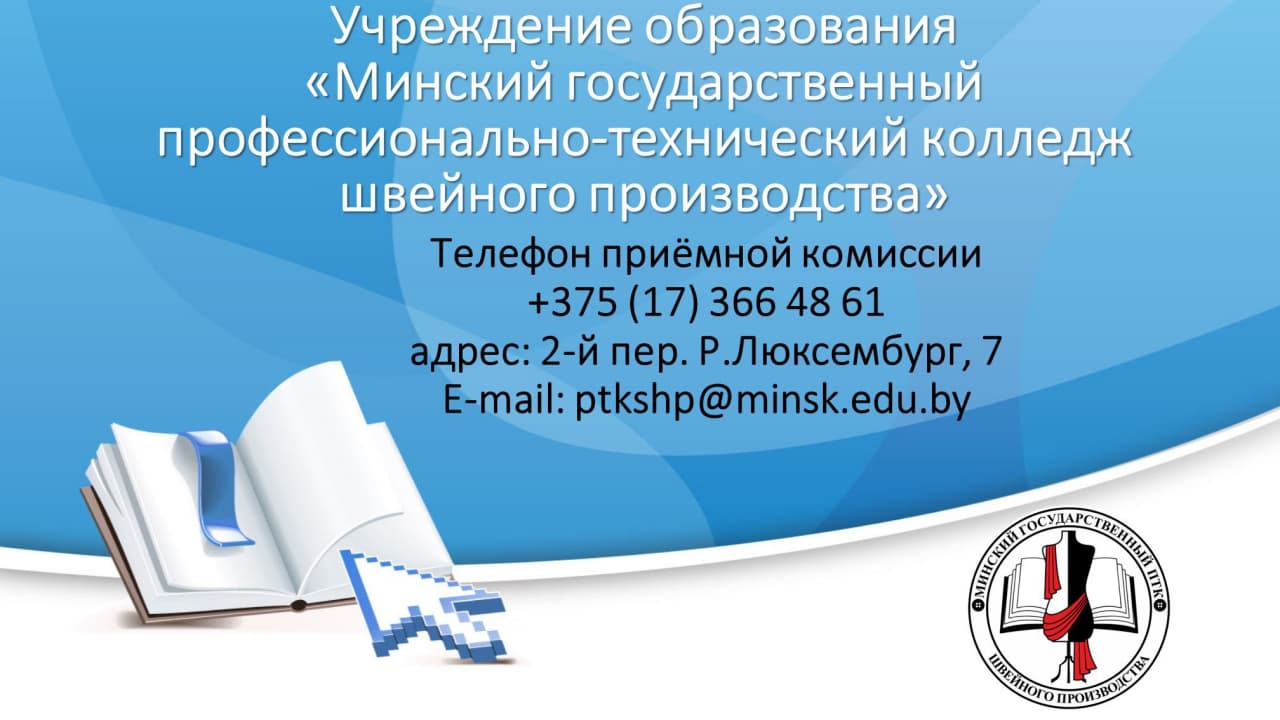 Учреждение образования
«Минский государственный
профессионально-технический колледж
швейного производства»
Телефон приёмной комиссии
+375 (17) 366 48 61
адрес: 2-й пер. Р.Люксембург, 7
E-mail: ptkshp@minsk.edu.by
МИНСКИЙ ГОСУДАРСТВЕННЫЙ ПТК
ШВЕЙНОГО ПРОИЗВОДСТВА